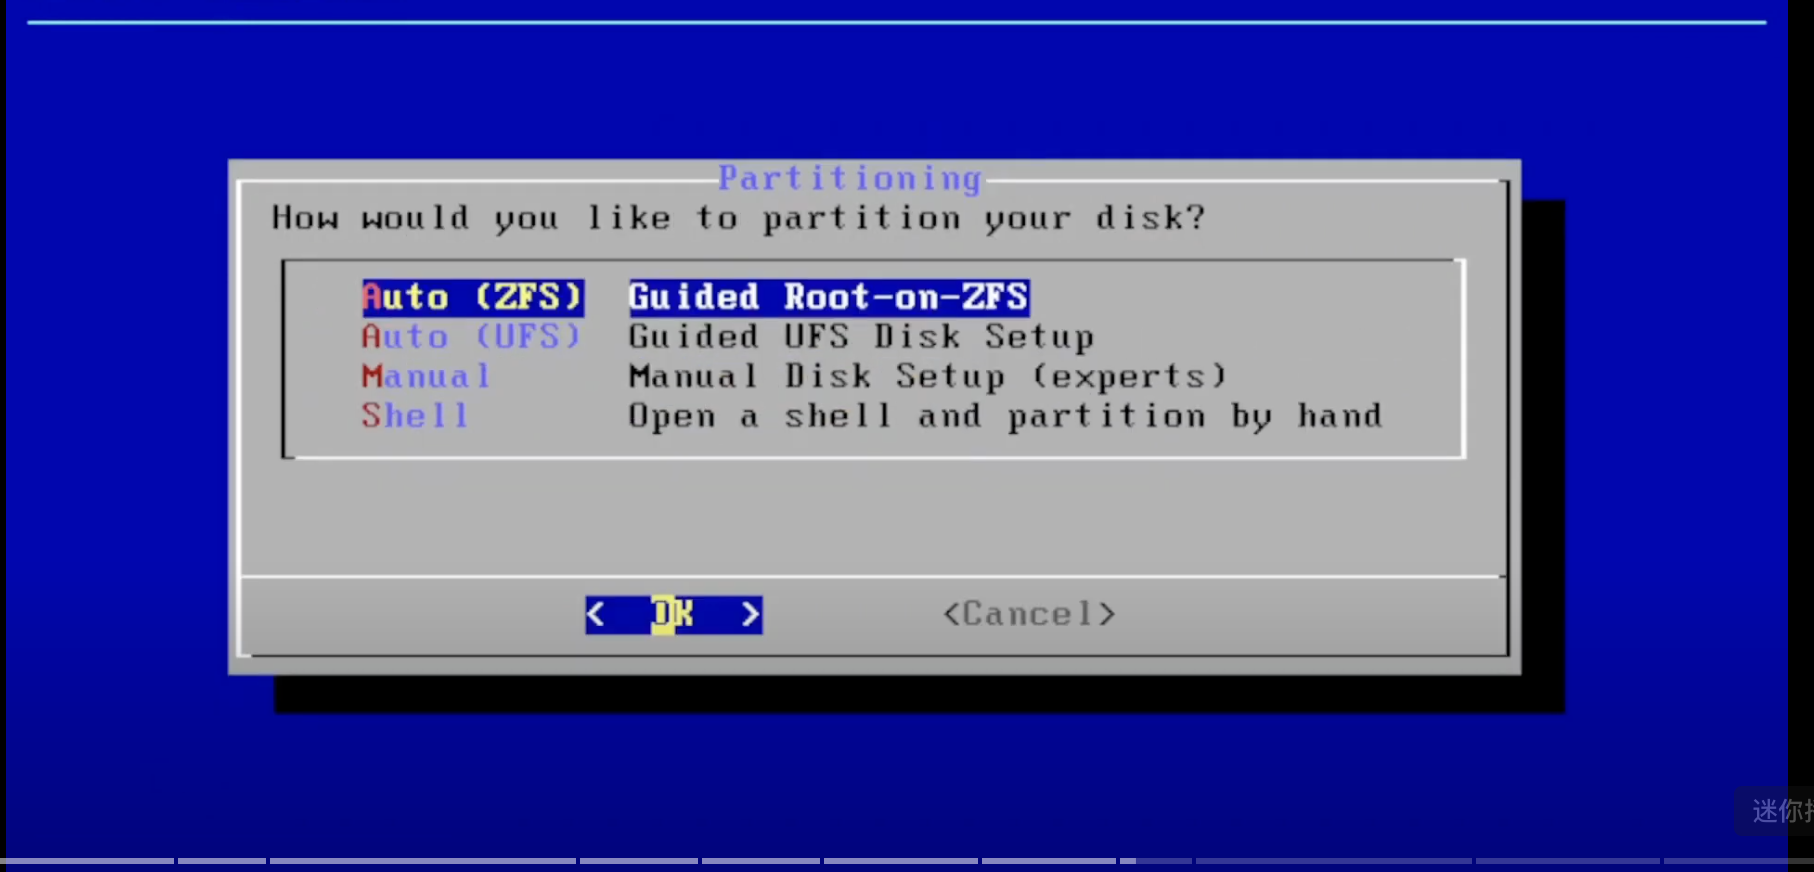 Partitioning
How would you like to partition your disk?
Auto (ZFS) Guided Root-on-ZFS
Auto (UFS) Guided UFS Disk Setup
Manual Manual Disk Setup (experts)
Shell Open a shell and partition by hand
< OK > <Cancel>
迷你